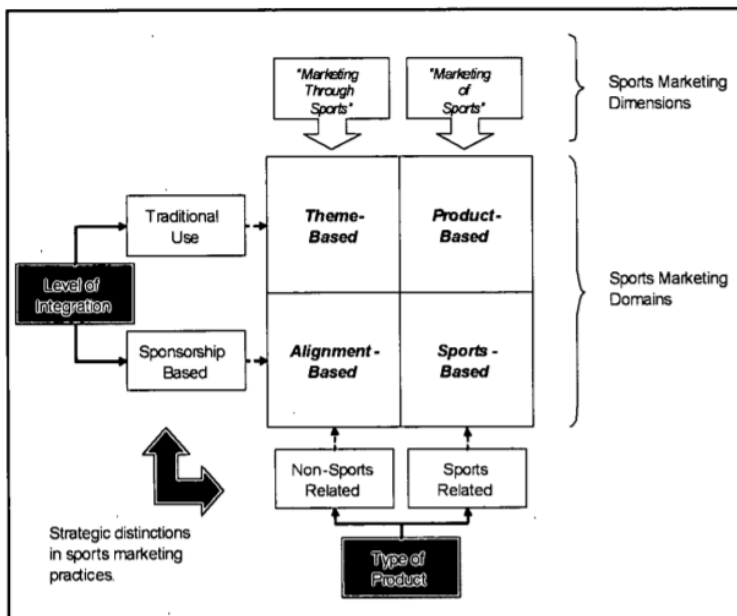 "Marketing
Through
Sports"
"Marketing
of
Sports"
Sports Marketing
Dimensions
Traditional
Use
Theme-
Based
Product-
Based
Level of
Integration
Sports Marketing
Domains
Sponsorship
Based
Alignment-
Based
Sports-
Based
Non-Sports
Related
Sports
Related
Strategic distinctions
in sports marketing
practices.
Type of
Product